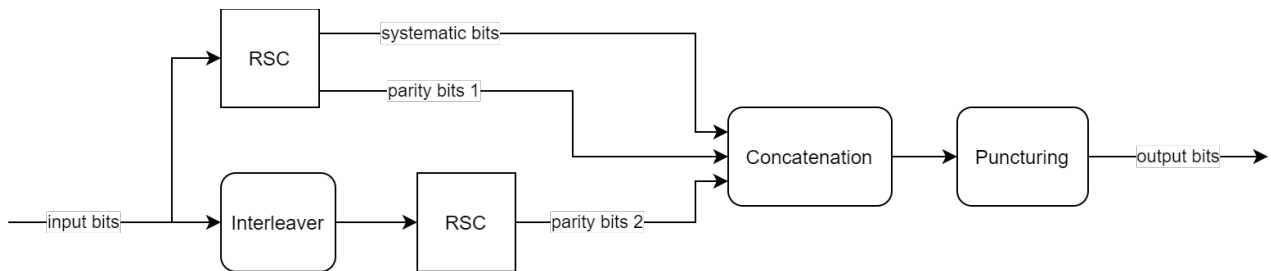 systematic bits
RSC
parity bits 1
Concatenation
Puncturing
output bits
input bits
Interleaver
RSC
parity bits 2